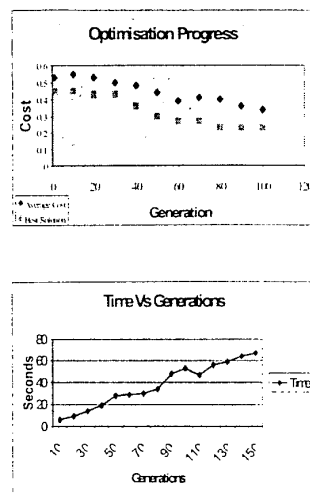 Optimisation Progress
0.6
0.5
0.4
0.3
0.2
0.1
0
Cost
0 20 40 60 80 100 120
Generation
Average Cost
Best Solution
Time Vs Generations
80
60
40
20
0
Seconds
10 30 50 70 90 110 130 150
Time
Generations